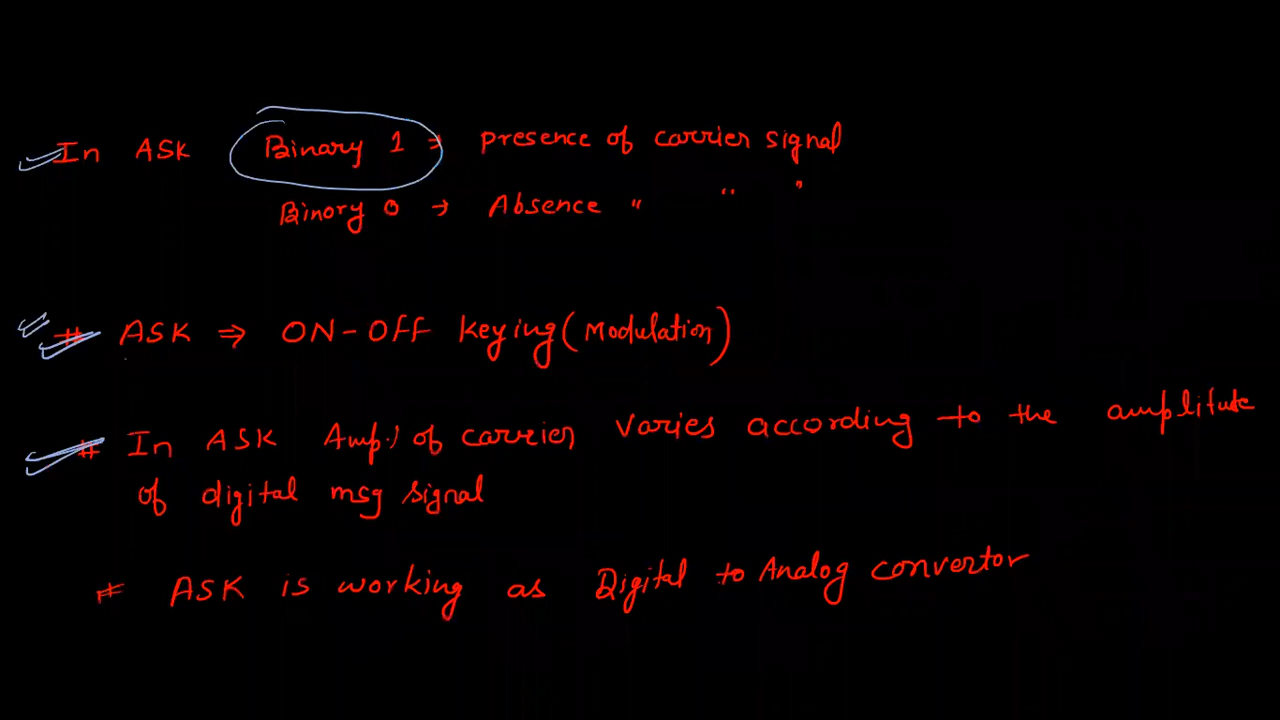 In ASK Binary 1 → presence of carrier signal
Binary 0 → Absence " " "
# ASK ⇒ ON-OFF keying (Modulation)
# In ASK Amp.) of carrier varies according to the amplitute
of digital msg signal
# ASK is working as Digital to Analog convertor